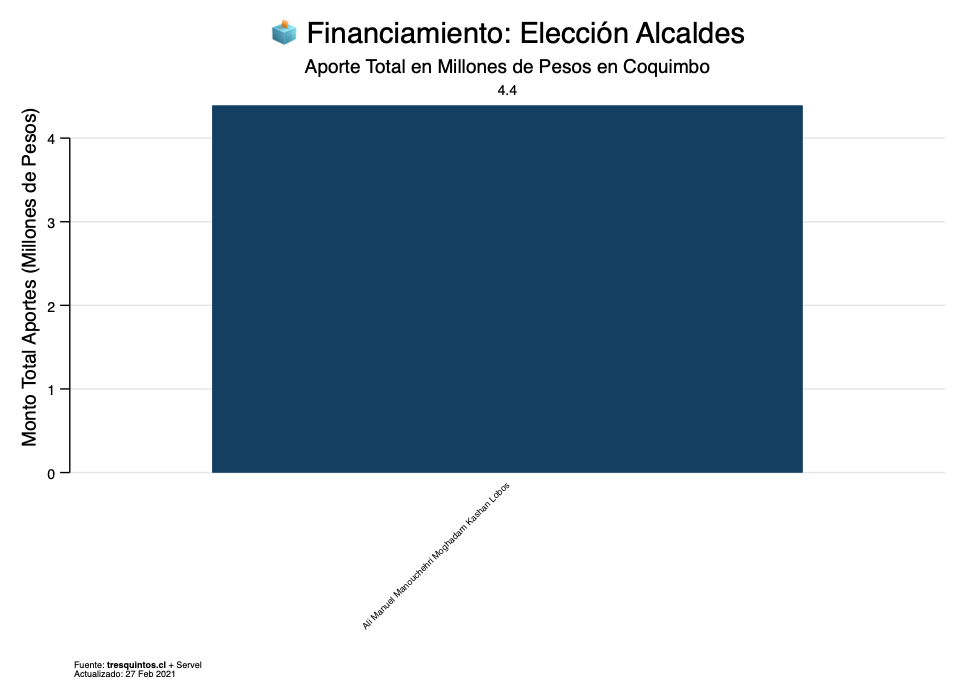 🗳️ Financiamiento: Elección Alcaldes
Aporte Total en Millones de Pesos en Coquimbo
4.4
Monto Total Aportes (Millones de Pesos)
4
3
2
1
0
Ali Manuel Manouchehri Moghadam Kashan Lobos
Fuente: tresquintos.cl + Servel
Actualizado: 27 Feb 2021